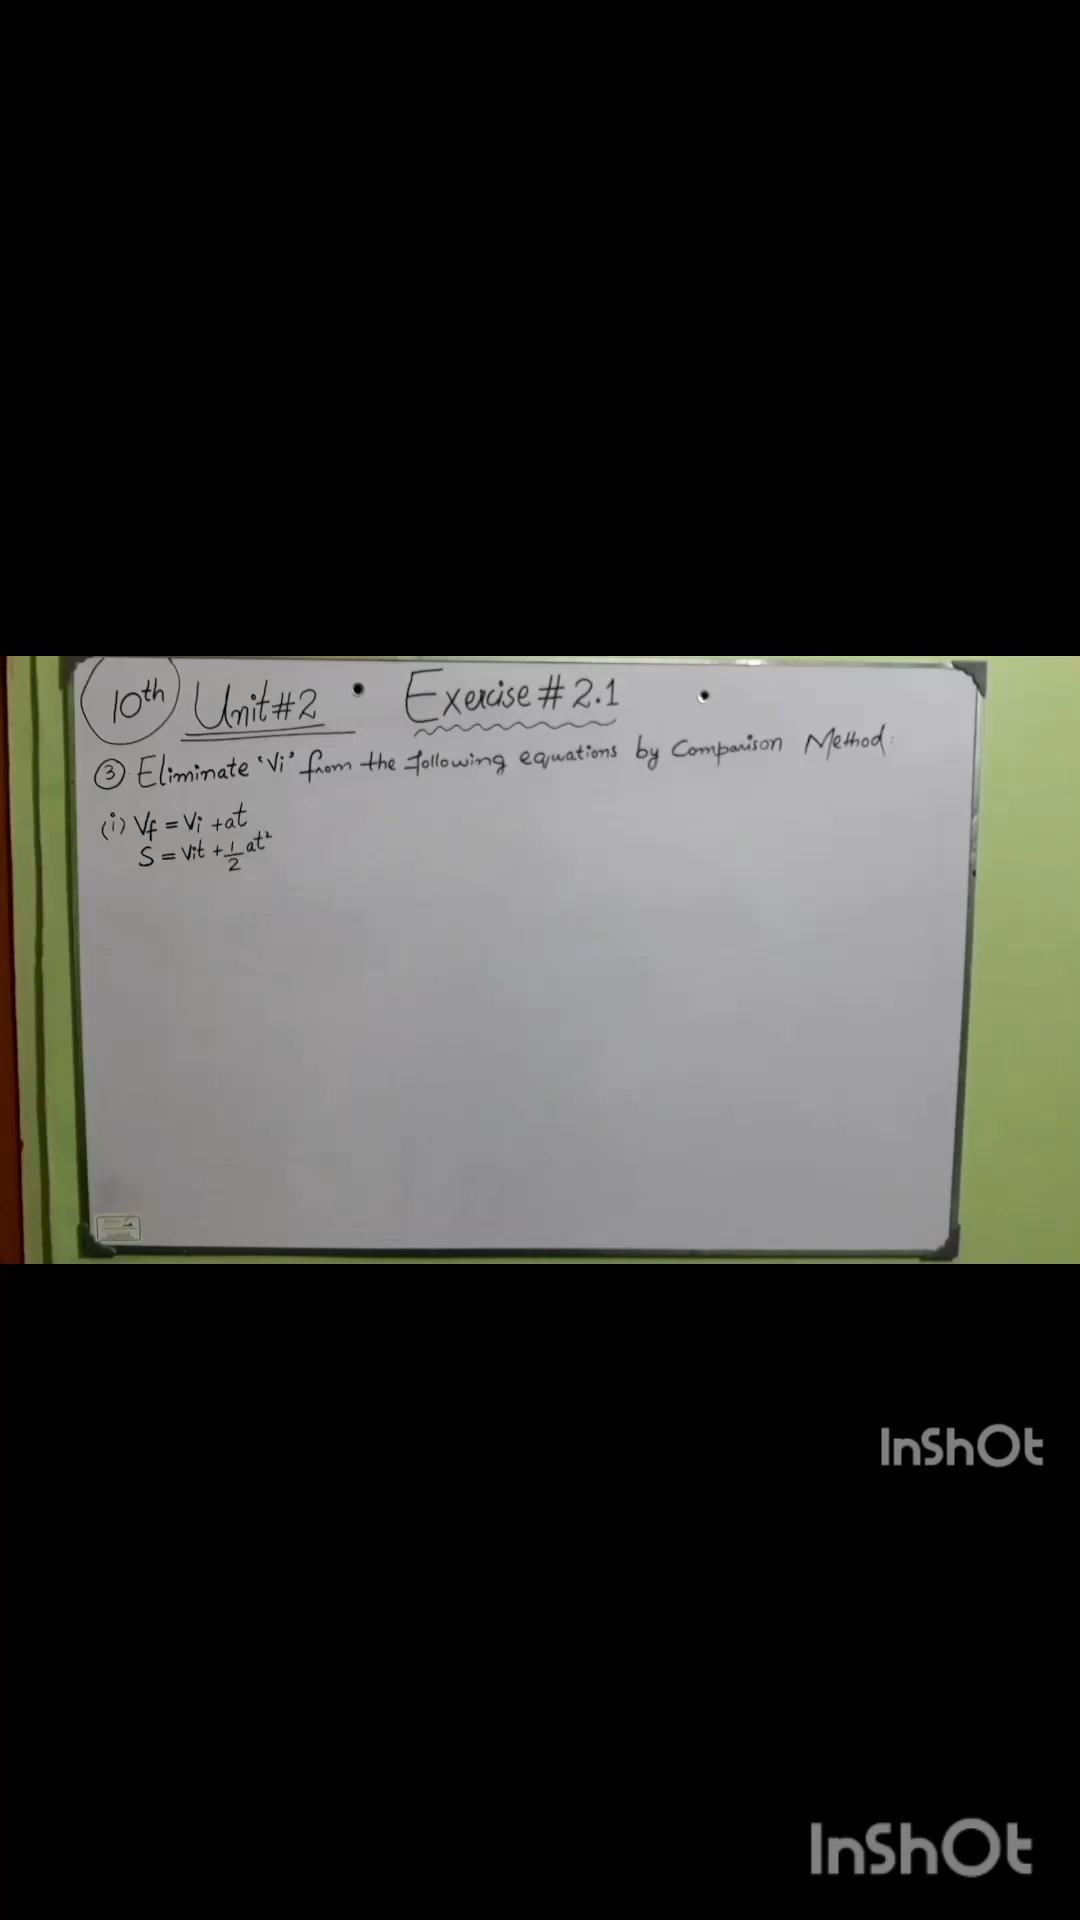 10th Unit#2 Exercise # 2.1
③ Eliminate 'Vi' from the following equations by Comparison Method.
(i) Vf = Vi + at
S = Vit + 1/2 at²
InShOt
InShOt